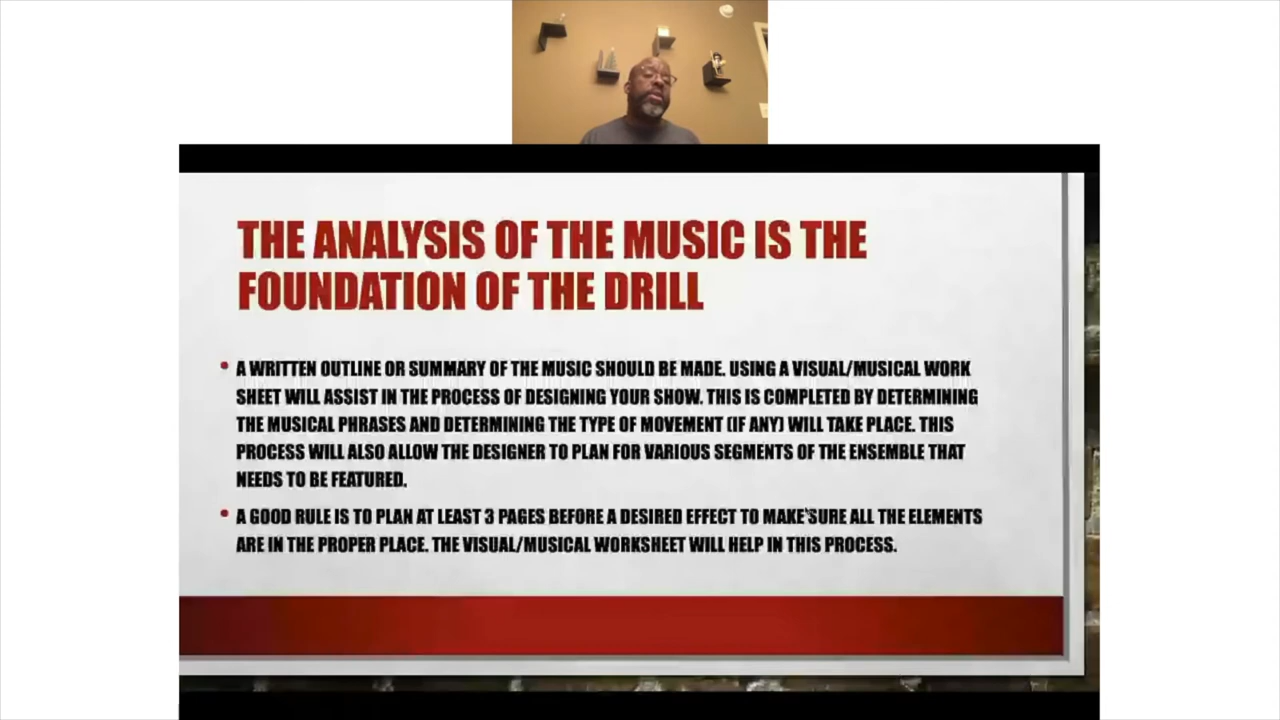 THE ANALYSIS OF THE MUSIC IS THE
FOUNDATION OF THE DRILL
• A WRITTEN OUTLINE OR SUMMARY OF THE MUSIC SHOULD BE MADE. USING A VISUAL/MUSICAL WORK
SHEET WILL ASSIST IN THE PROCESS OF DESIGNING YOUR SHOW. THIS IS COMPLETED BY DETERMINING
THE MUSICAL PHRASES AND DETERMINING THE TYPE OF MOVEMENT (IF ANY) WILL TAKE PLACE. THIS
PROCESS WILL ALSO ALLOW THE DESIGNER TO PLAN FOR VARIOUS SEGMENTS OF THE ENSEMBLE THAT
NEEDS TO BE FEATURED.
• A GOOD RULE IS TO PLAN AT LEAST 3 PAGES BEFORE A DESIRED EFFECT TO MAKE SURE ALL THE ELEMENTS
ARE IN THE PROPER PLACE. THE VISUAL/MUSICAL WORKSHEET WILL HELP IN THIS PROCESS.